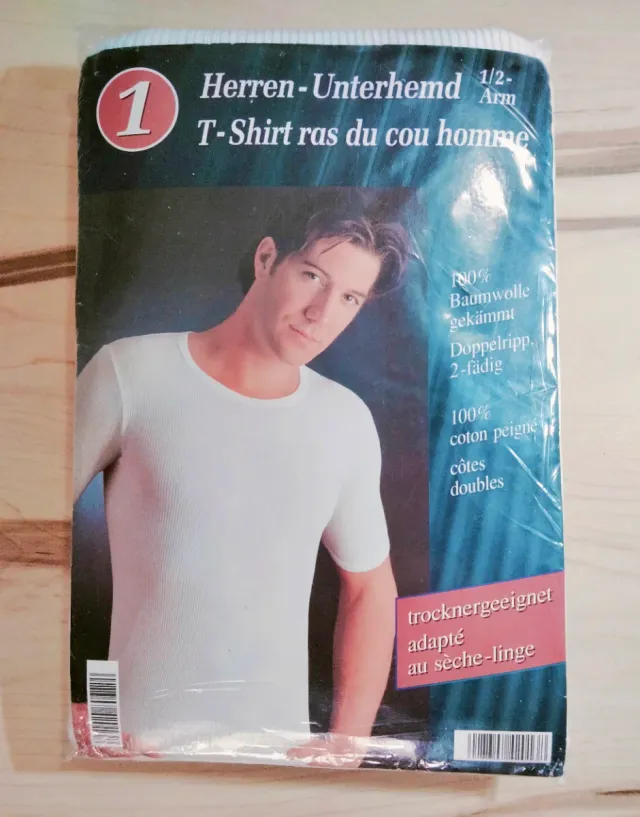 1
Herren-Unterhemd 1/2-
Arm
T-Shirt ras du cou homme
100%
Baumwolle
gekämmt
Doppelripp.
2-fädig
100%
coton peigné
côtes
doubles
trocknergeeignet
adapté
au sèche-linge